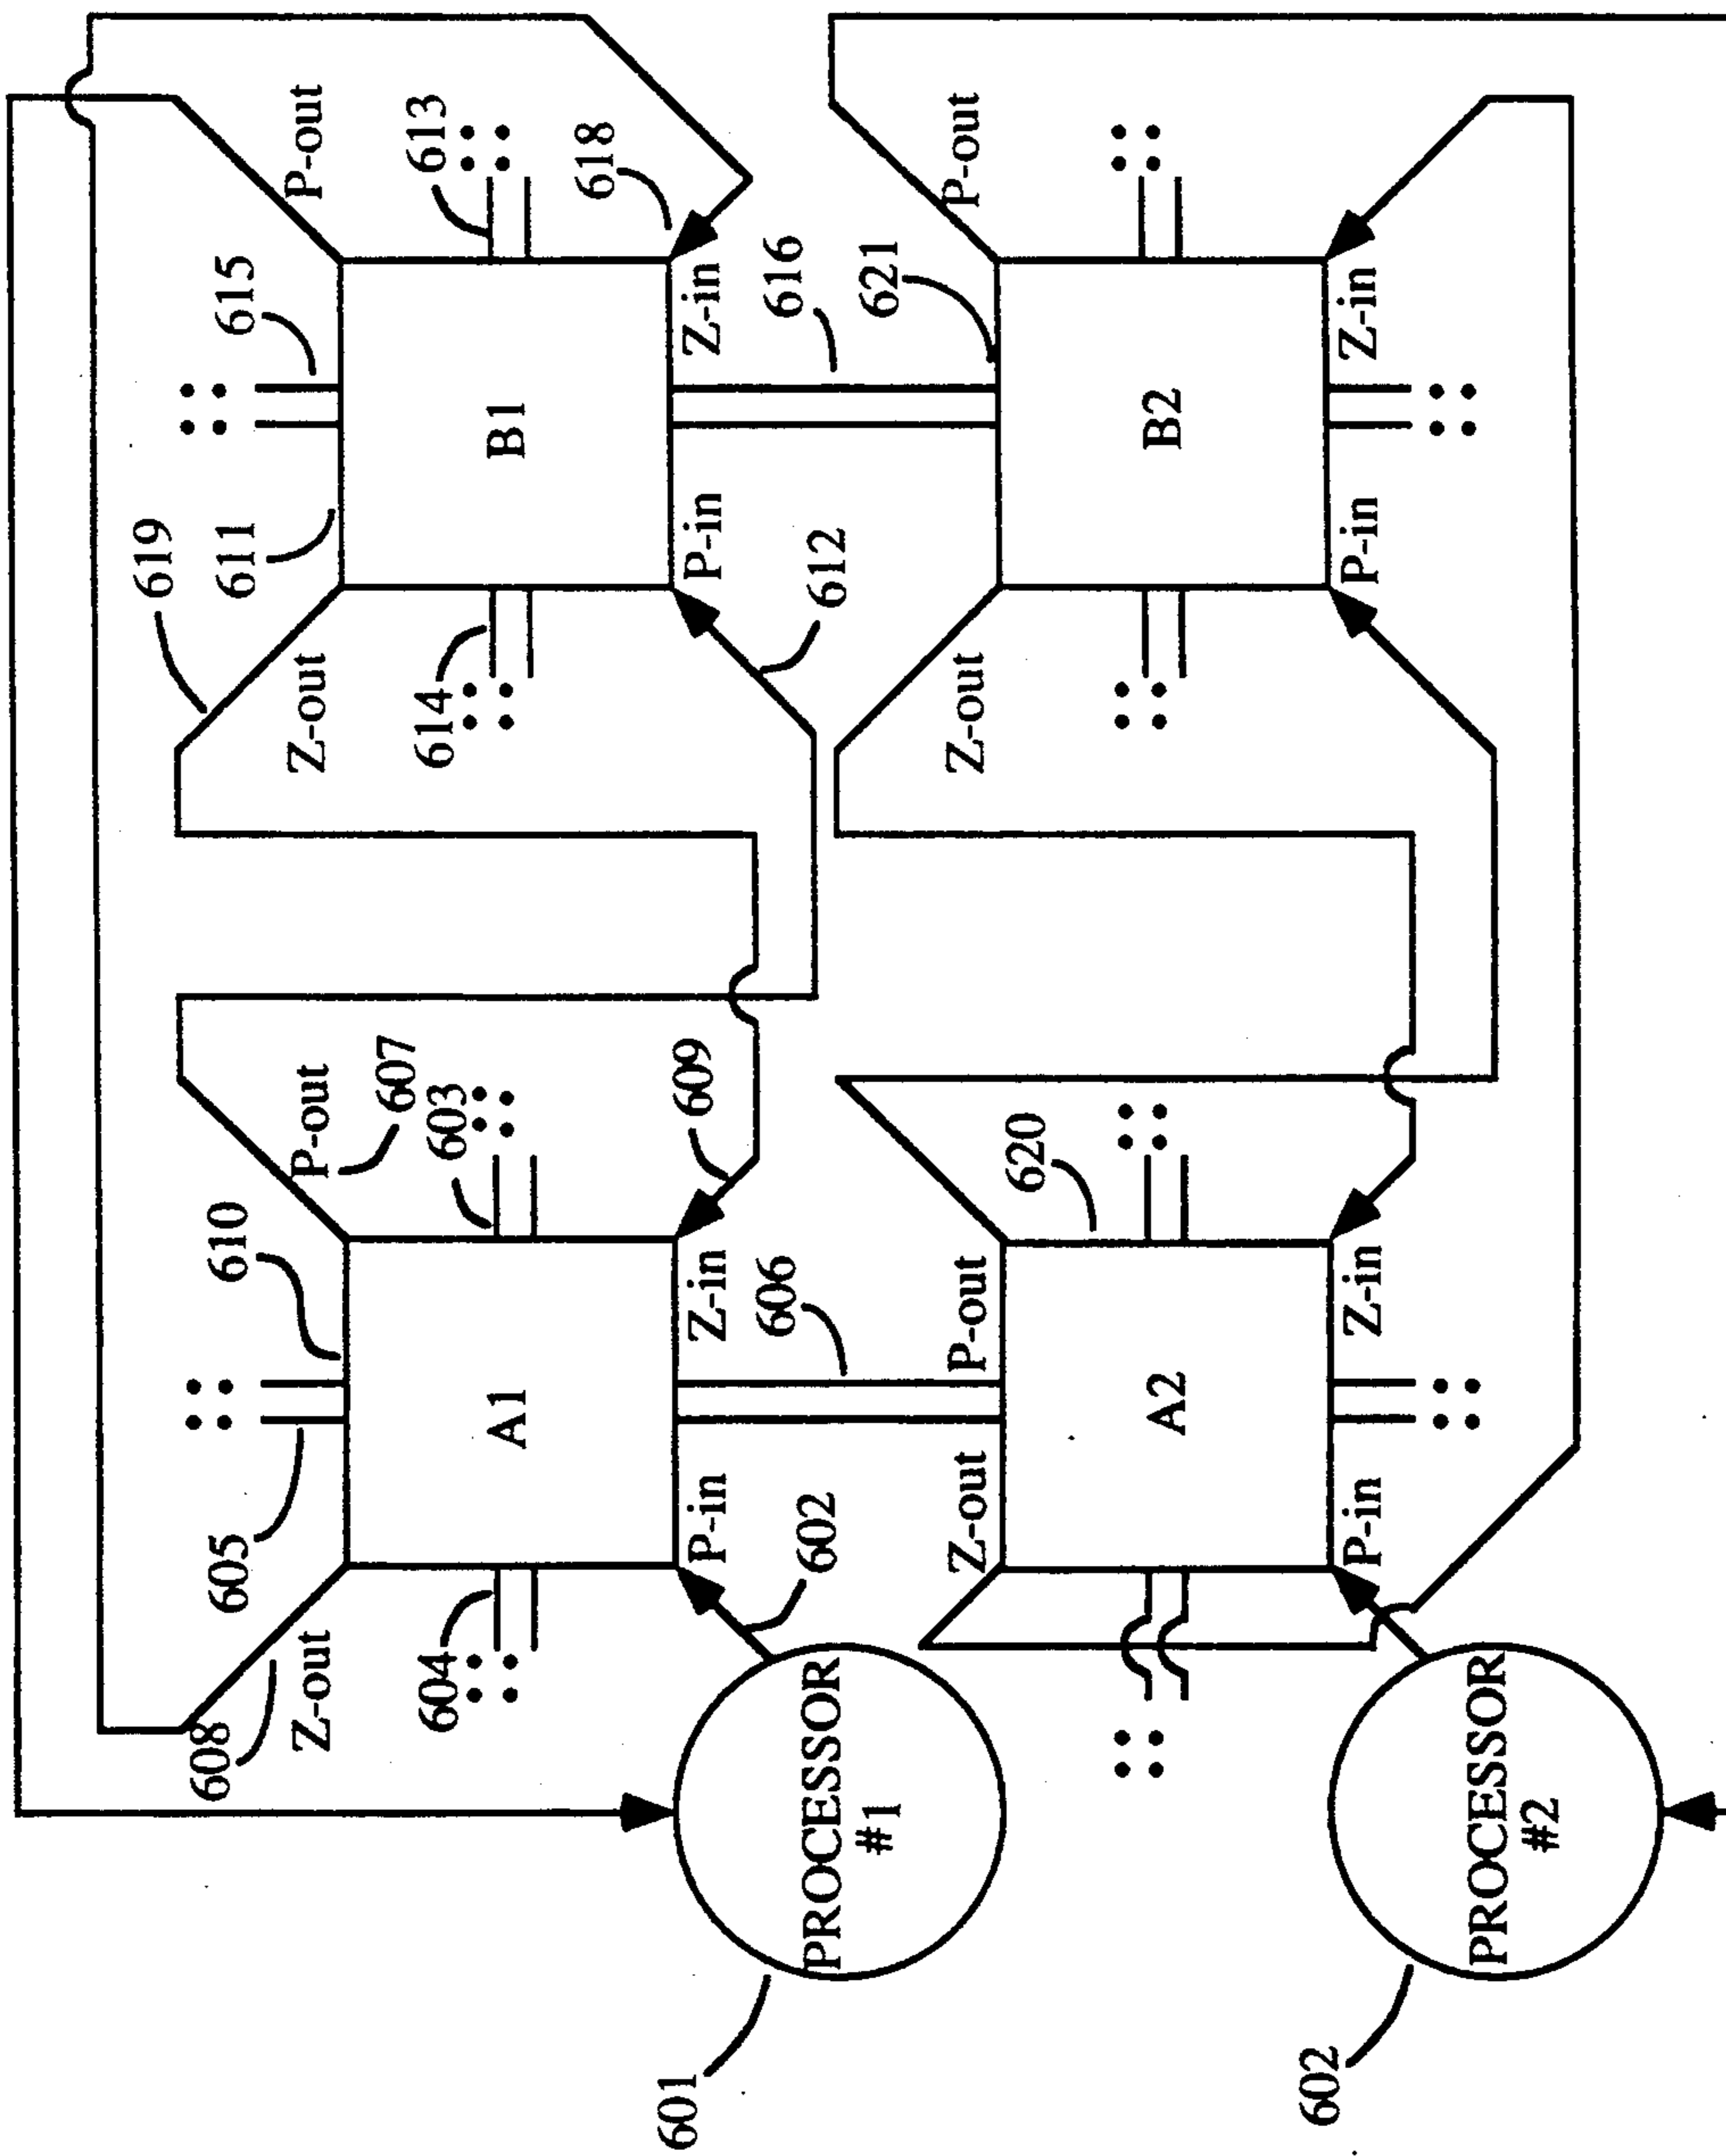 619
611
615
P-out
613
618
Z-out
614
B1
P-in
Z-in
612
616
621
605
610
P-out
607
603
608
Z-out
604
A1
P-in
Z-in
602
606
609
601
PROCESSOR
#1
Z-out
P-out
620
Z-out
P-out
A2
B2
P-in
Z-in
P-in
Z-in
602
PROCESSOR
#2